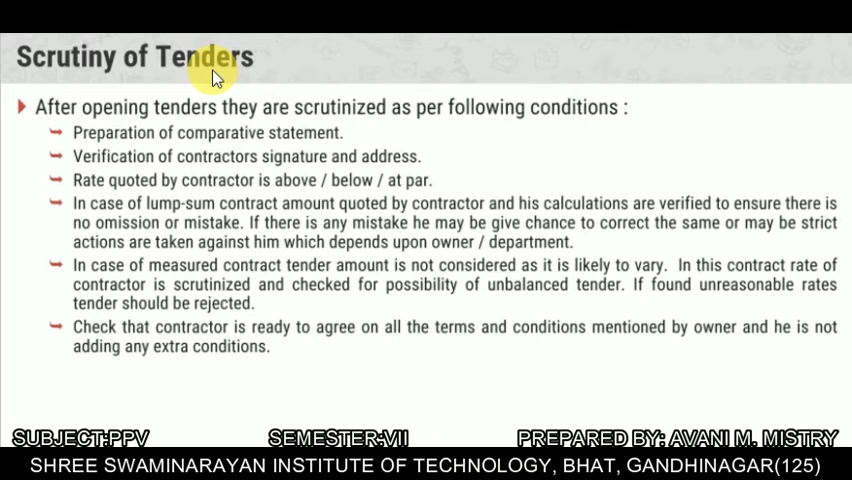 Scrutiny of Tenders
After opening tenders they are scrutinized as per following conditions :
Preparation of comparative statement.
Verification of contractors signature and address.
Rate quoted by contractor is above / below / at par.
In case of lump-sum contract amount quoted by contractor and his calculations are verified to ensure there is
no omission or mistake. If there is any mistake he may be give chance to correct the same or may be strict
actions are taken against him which depends upon owner / department.
In case of measured contract tender amount is not considered as it is likely to vary. In this contract rate of
contractor is scrutinized and checked for possibility of unbalanced tender. If found unreasonable rates
tender should be rejected.
Check that contractor is ready to agree on all the terms and conditions mentioned by owner and he is not
adding any extra conditions.
SUBJECT:PPV SEMESTER:VII PREPARED BY: AVANI M. MISTRY
SHREE SWAMINARAYAN INSTITUTE OF TECHNOLOGY, BHAT, GANDHINAGAR(125)